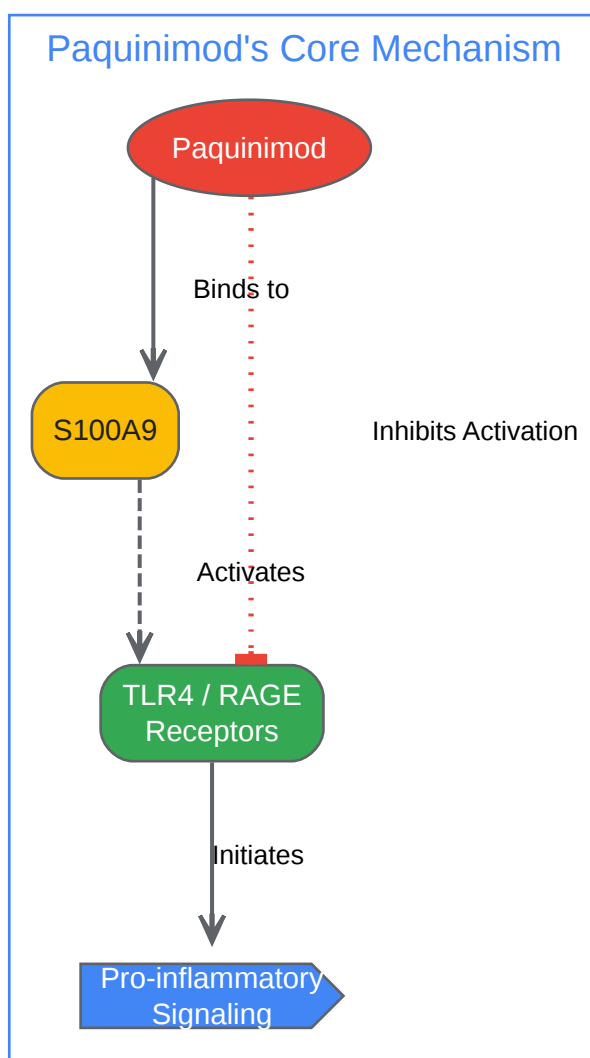 Paquinimod's Core Mechanism
Paquinimod
Binds to
S100A9
Inhibits Activation
Activates
TLR4 / RAGE
Receptors
Initiates
Pro-inflammatory
Signaling